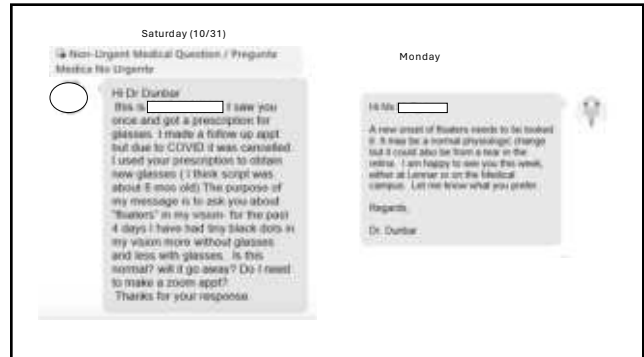 Saturday (10/31)
Non-Urgent Medical Question / Pregunta
Medica No Urgente
Hi Dr Dunbar
this is I saw you
once and got a prescription for
glasses. I made a follow up appt
but due to COVID it was cancelled
I used your prescription to obtain
new glasses ( I think script was
about 6 mos old) The purpose of
my message is to ask you about
"floaters" in my vision- for the past
4 days I have had tiny black dots in
my vision more without glasses
and less with glasses. Is this
normal? will it go away? Do I need
to make a zoom appt?
Thanks for your response
Monday
Hi Ms
A new onset of floaters needs to be looked
it. It may be a normal physiologic change
but it could also be from a tear in the
retina. I am happy to see you this week,
either at Lennar or on the Medical
campus. Let me know what you prefer.
Regards,
Dr. Dunbar